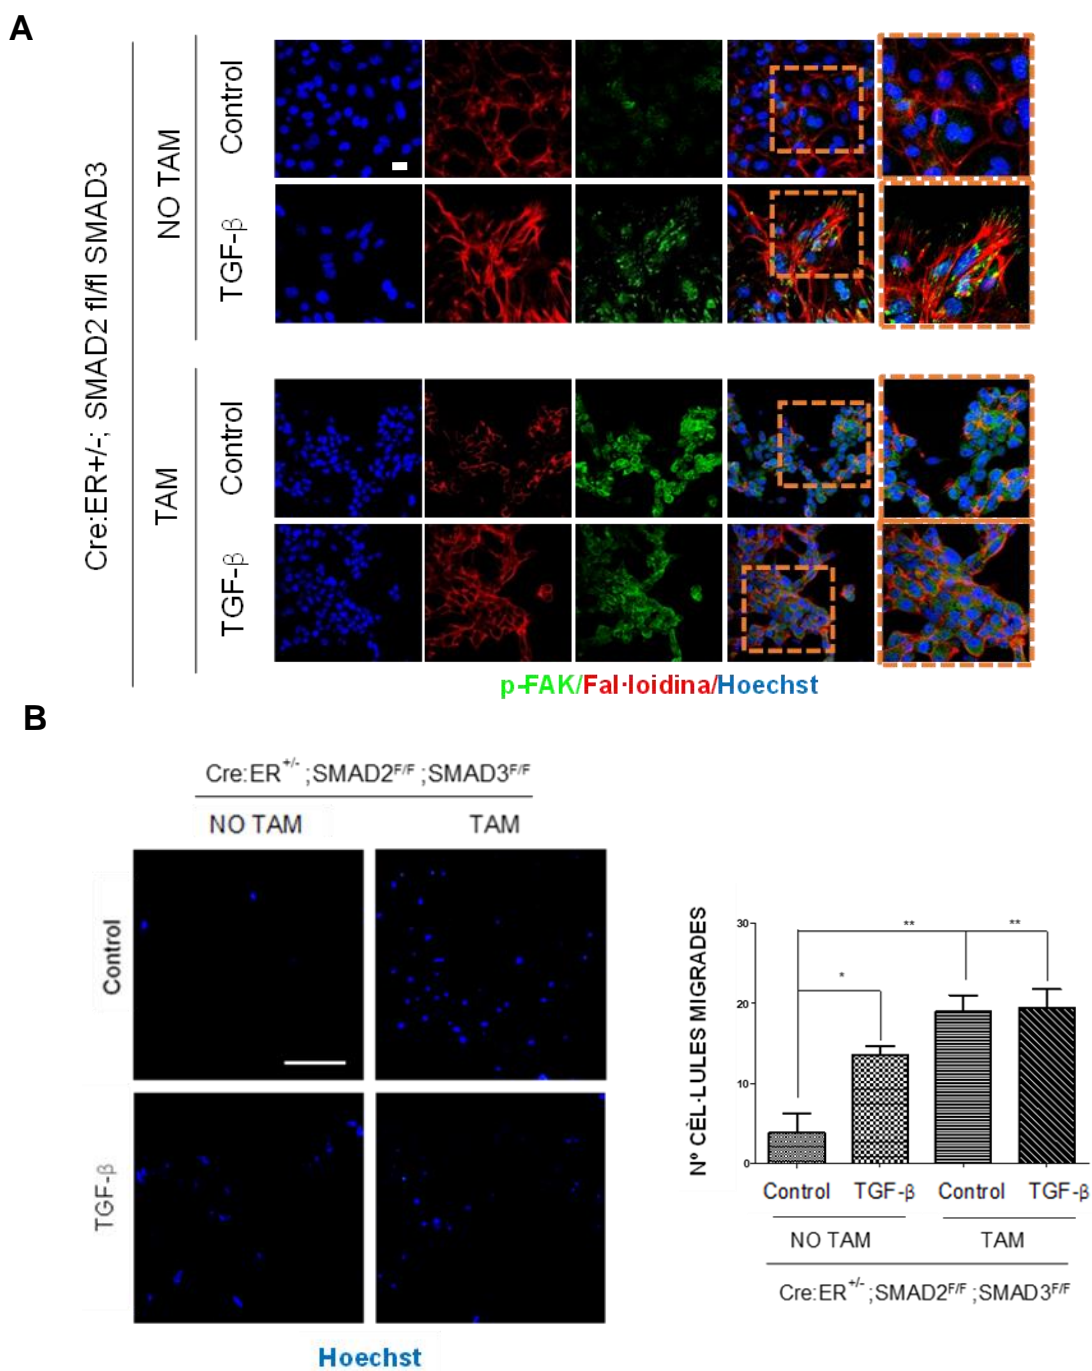 A
Cre:ER+/-; SMAD2 fl/fl SMAD3
NO TAM
Control
TGF-β
TAM
Control
TGF-β
p-FAK/Fal·loidina/Hoechst
B
Cre:ER+/- ;SMAD2F/F ;SMAD3F/F
NO TAM TAM
Control
TGF-β
Hoechst
Nº CÈL·LULES MIGRADES
30
20
10
0
** **
*
Control TGF-β Control TGF-β
NO TAM TAM
Cre:ER+/- ;SMAD2F/F ;SMAD3F/F